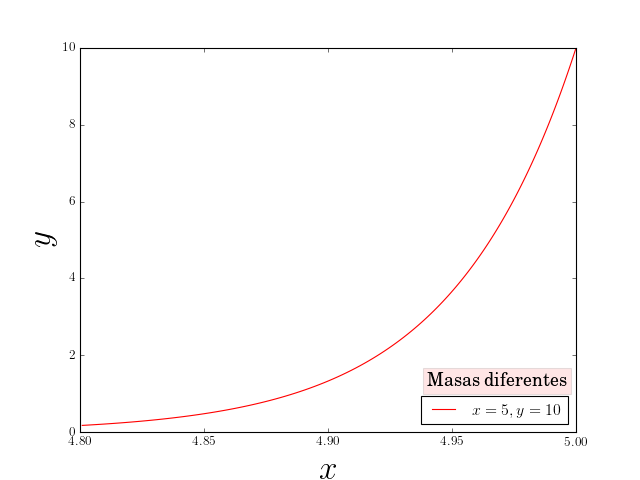 10
8
6
4
2
0
y
4.80
4.85
4.90
4.95
5.00
x
Masas diferentes
x = 5, y = 10